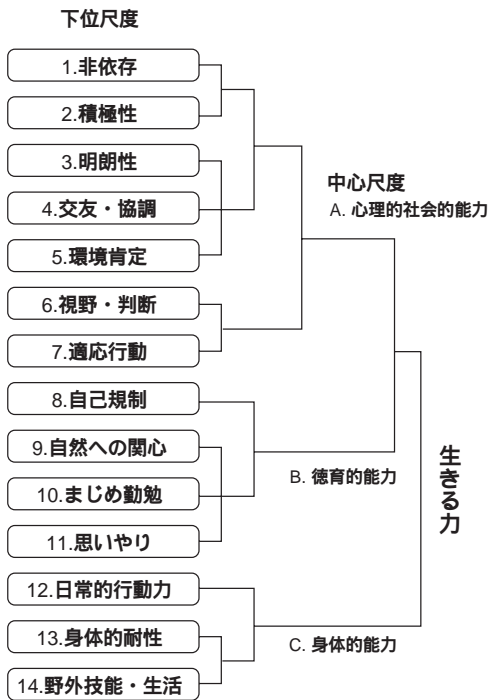 下位尺度
1.非依存
2.積極性
3.明朗性
4.交友・協調
5.環境肯定
6.視野・判断
7.適応行動
8.自己規制
9.自然への関心
10.まじめ勤勉
11.思いやり
12.日常的行動力
13.身体的耐性
14.野外技能・生活
中心尺度
A. 心理的社会的能力
B. 徳育的能力
C. 身体的能力
生きる力